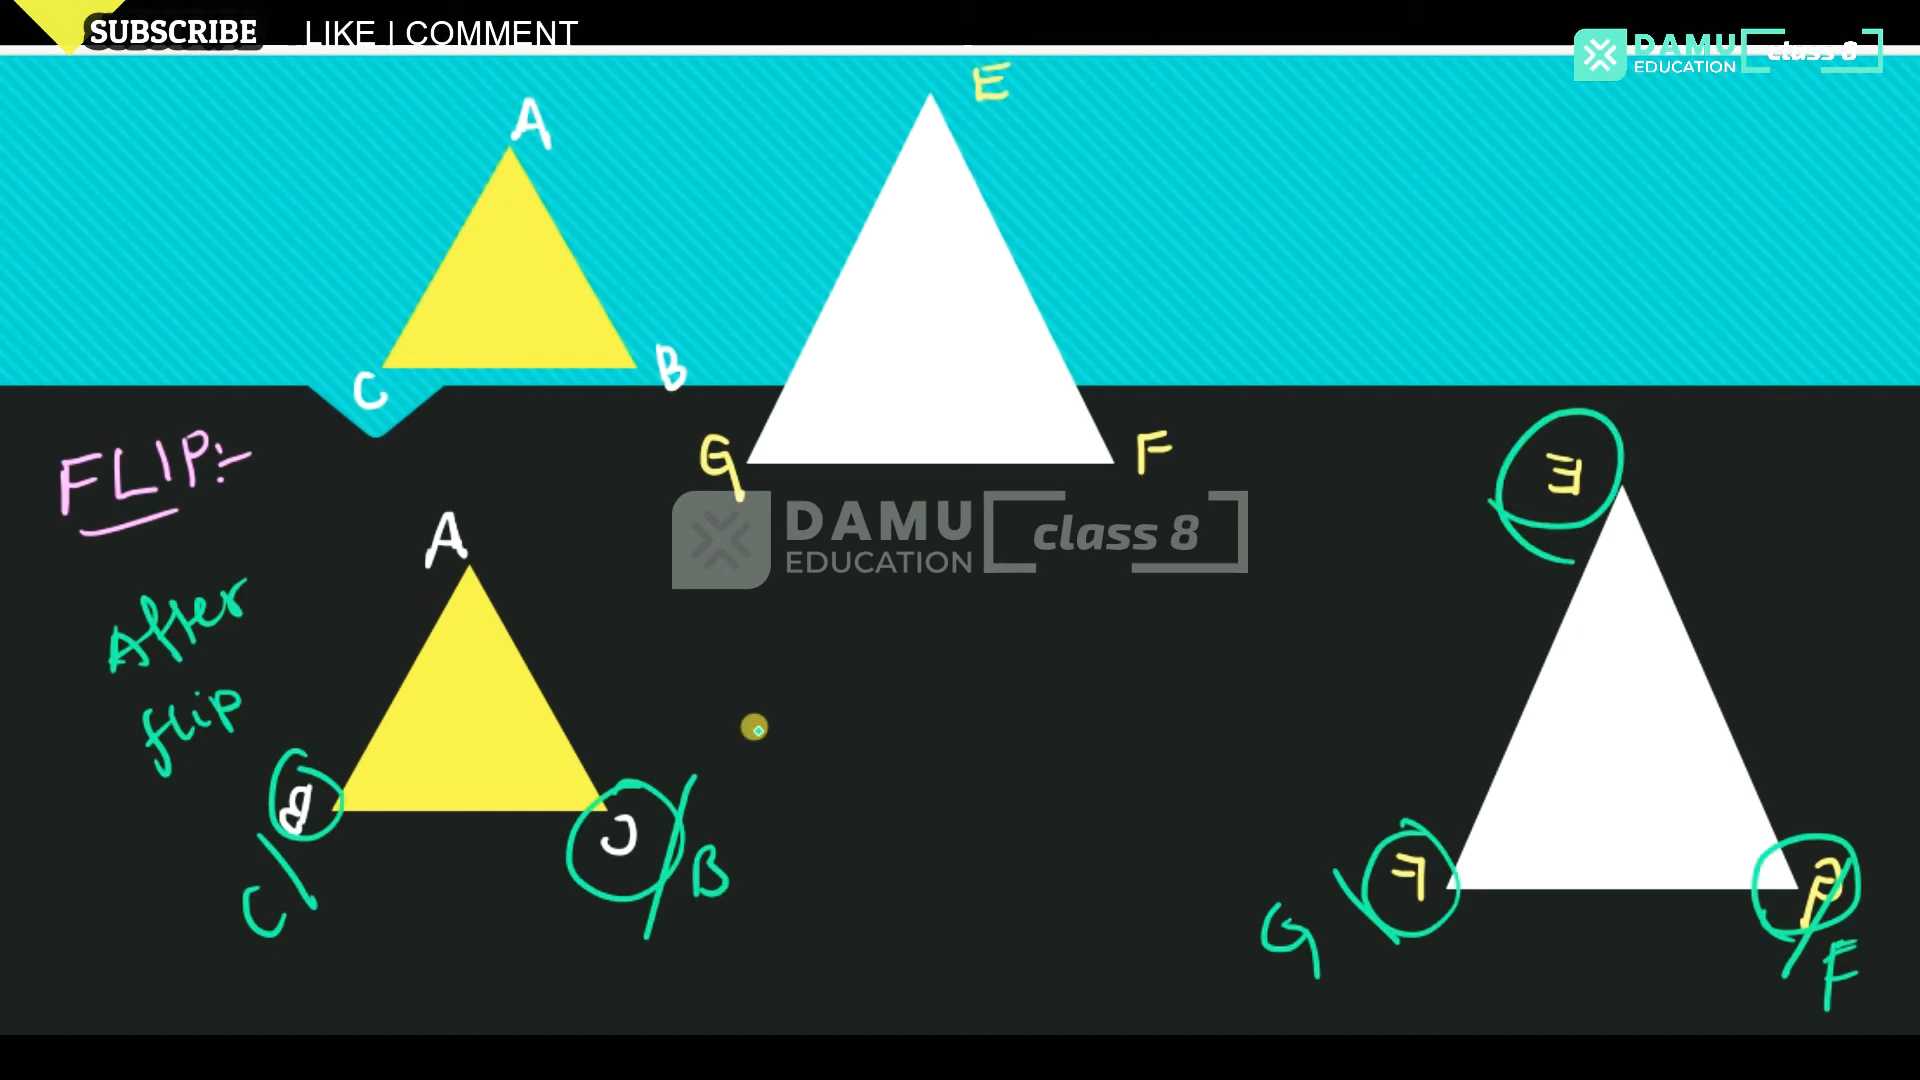 SUBSCRIBE LIKE | COMMENT
DAMU
EDUCATION
class 8
A
E
C
B
G
F
FLIP:-
DAMU
EDUCATION
class 8
A
E
After
flip
B
C
C
B
F
G
G
F